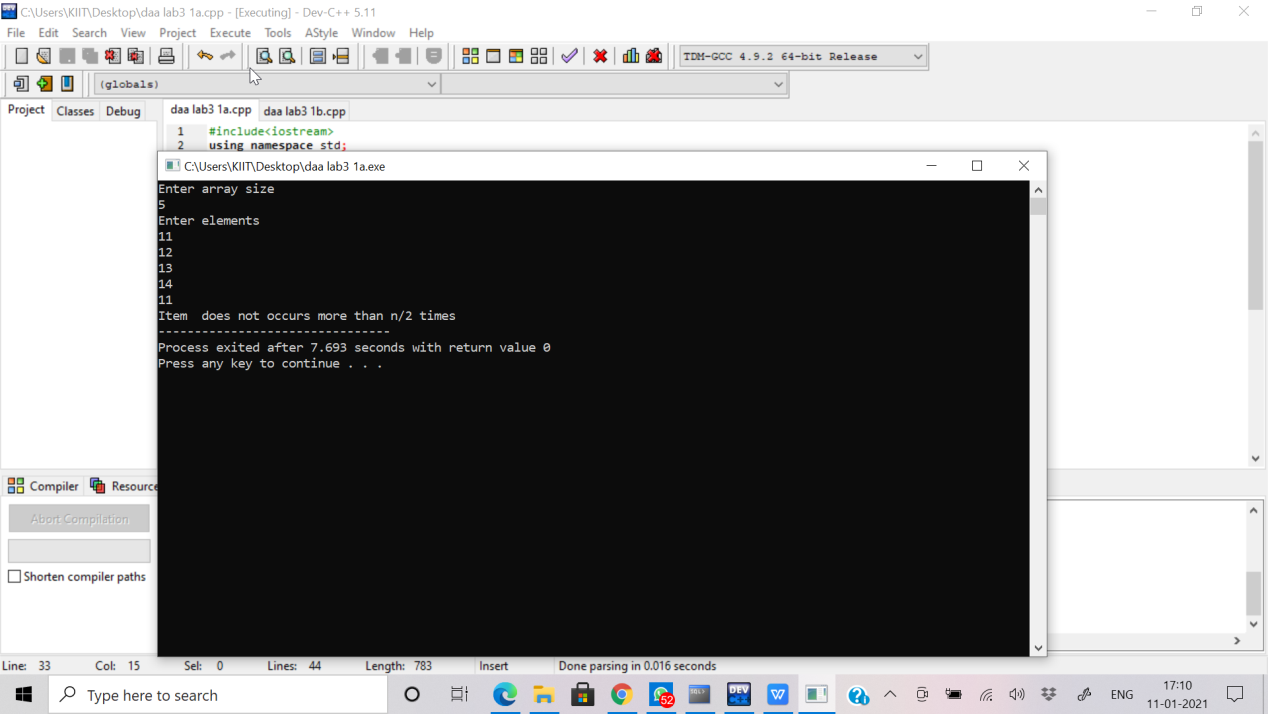 C:\Users\KIIT\Desktop\daa lab3 1a.cpp - [Executing] - Dev-C++ 5.11
File Edit Search View Project Execute Tools AStyle Window Help
TDM-GCC 4.9.2 64-bit Release
(globals)
Project Classes Debug
daa lab3 1a.cpp daa lab3 1b.cpp
1 #include<iostream>
2 using namespace std;
C:\Users\KIIT\Desktop\daa lab3 1a.exe
Enter array size
5
Enter elements
11
12
13
14
11
Item  does not occurs more than n/2 times
--------------------------------
Process exited after 7.693 seconds with return value 0
Press any key to continue . . .
Compiler Resource
Abort Compilation
Shorten compiler paths
Line: 33 Col: 15 Sel: 0 Lines: 44 Length: 783 Insert Done parsing in 0.016 seconds
Type here to search
52
DEV
W
ENG
17:10
11-01-2021